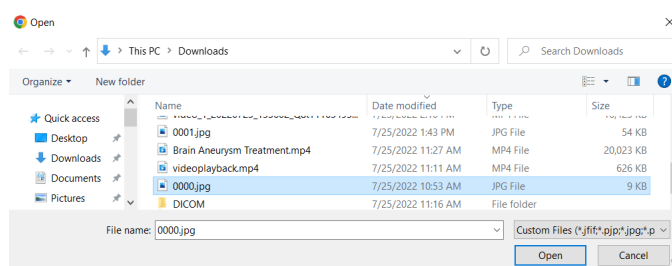 Open
This PC > Downloads
Search Downloads
Organize
New folder
Name Date modified Type Size
Quick access
Desktop
Downloads
Documents
Pictures
0001.jpg 7/25/2022 1:43 PM JPG File 54 KB
Brain Aneurysm Treatment.mp4 7/25/2022 11:27 AM MP4 File 20,023 KB
videoplayback.mp4 7/25/2022 11:11 AM MP4 File 626 KB
0000.jpg 7/25/2022 10:53 AM JPG File 9 KB
DICOM 7/25/2022 11:16 AM File folder
File name: 0000.jpg
Custom Files (*.jfif;*.pjp;*.jpg;*.p
Open Cancel